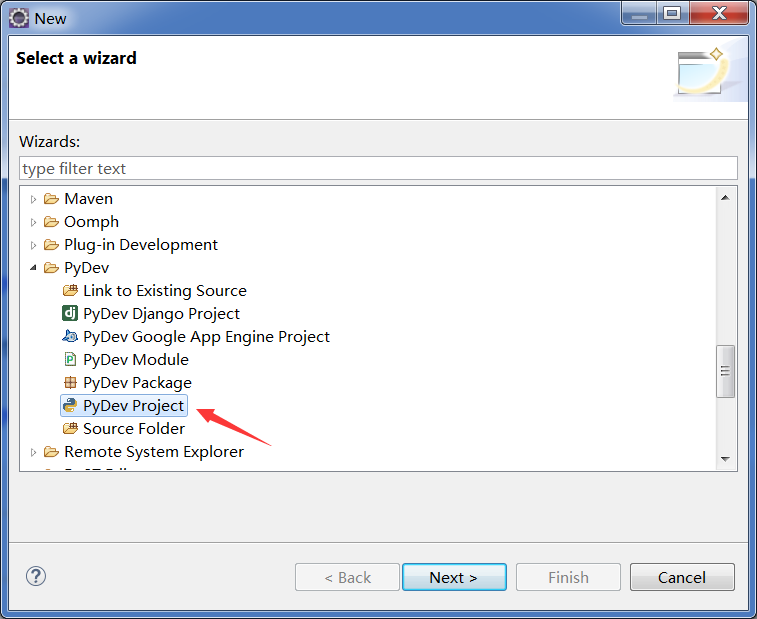 New
Select a wizard
Wizards:
type filter text
Maven
Oomph
Plug-in Development
PyDev
Link to Existing Source
PyDev Django Project
PyDev Google App Engine Project
PyDev Module
PyDev Package
PyDev Project
Source Folder
Remote System Explorer
< Back
Next >
Finish
Cancel